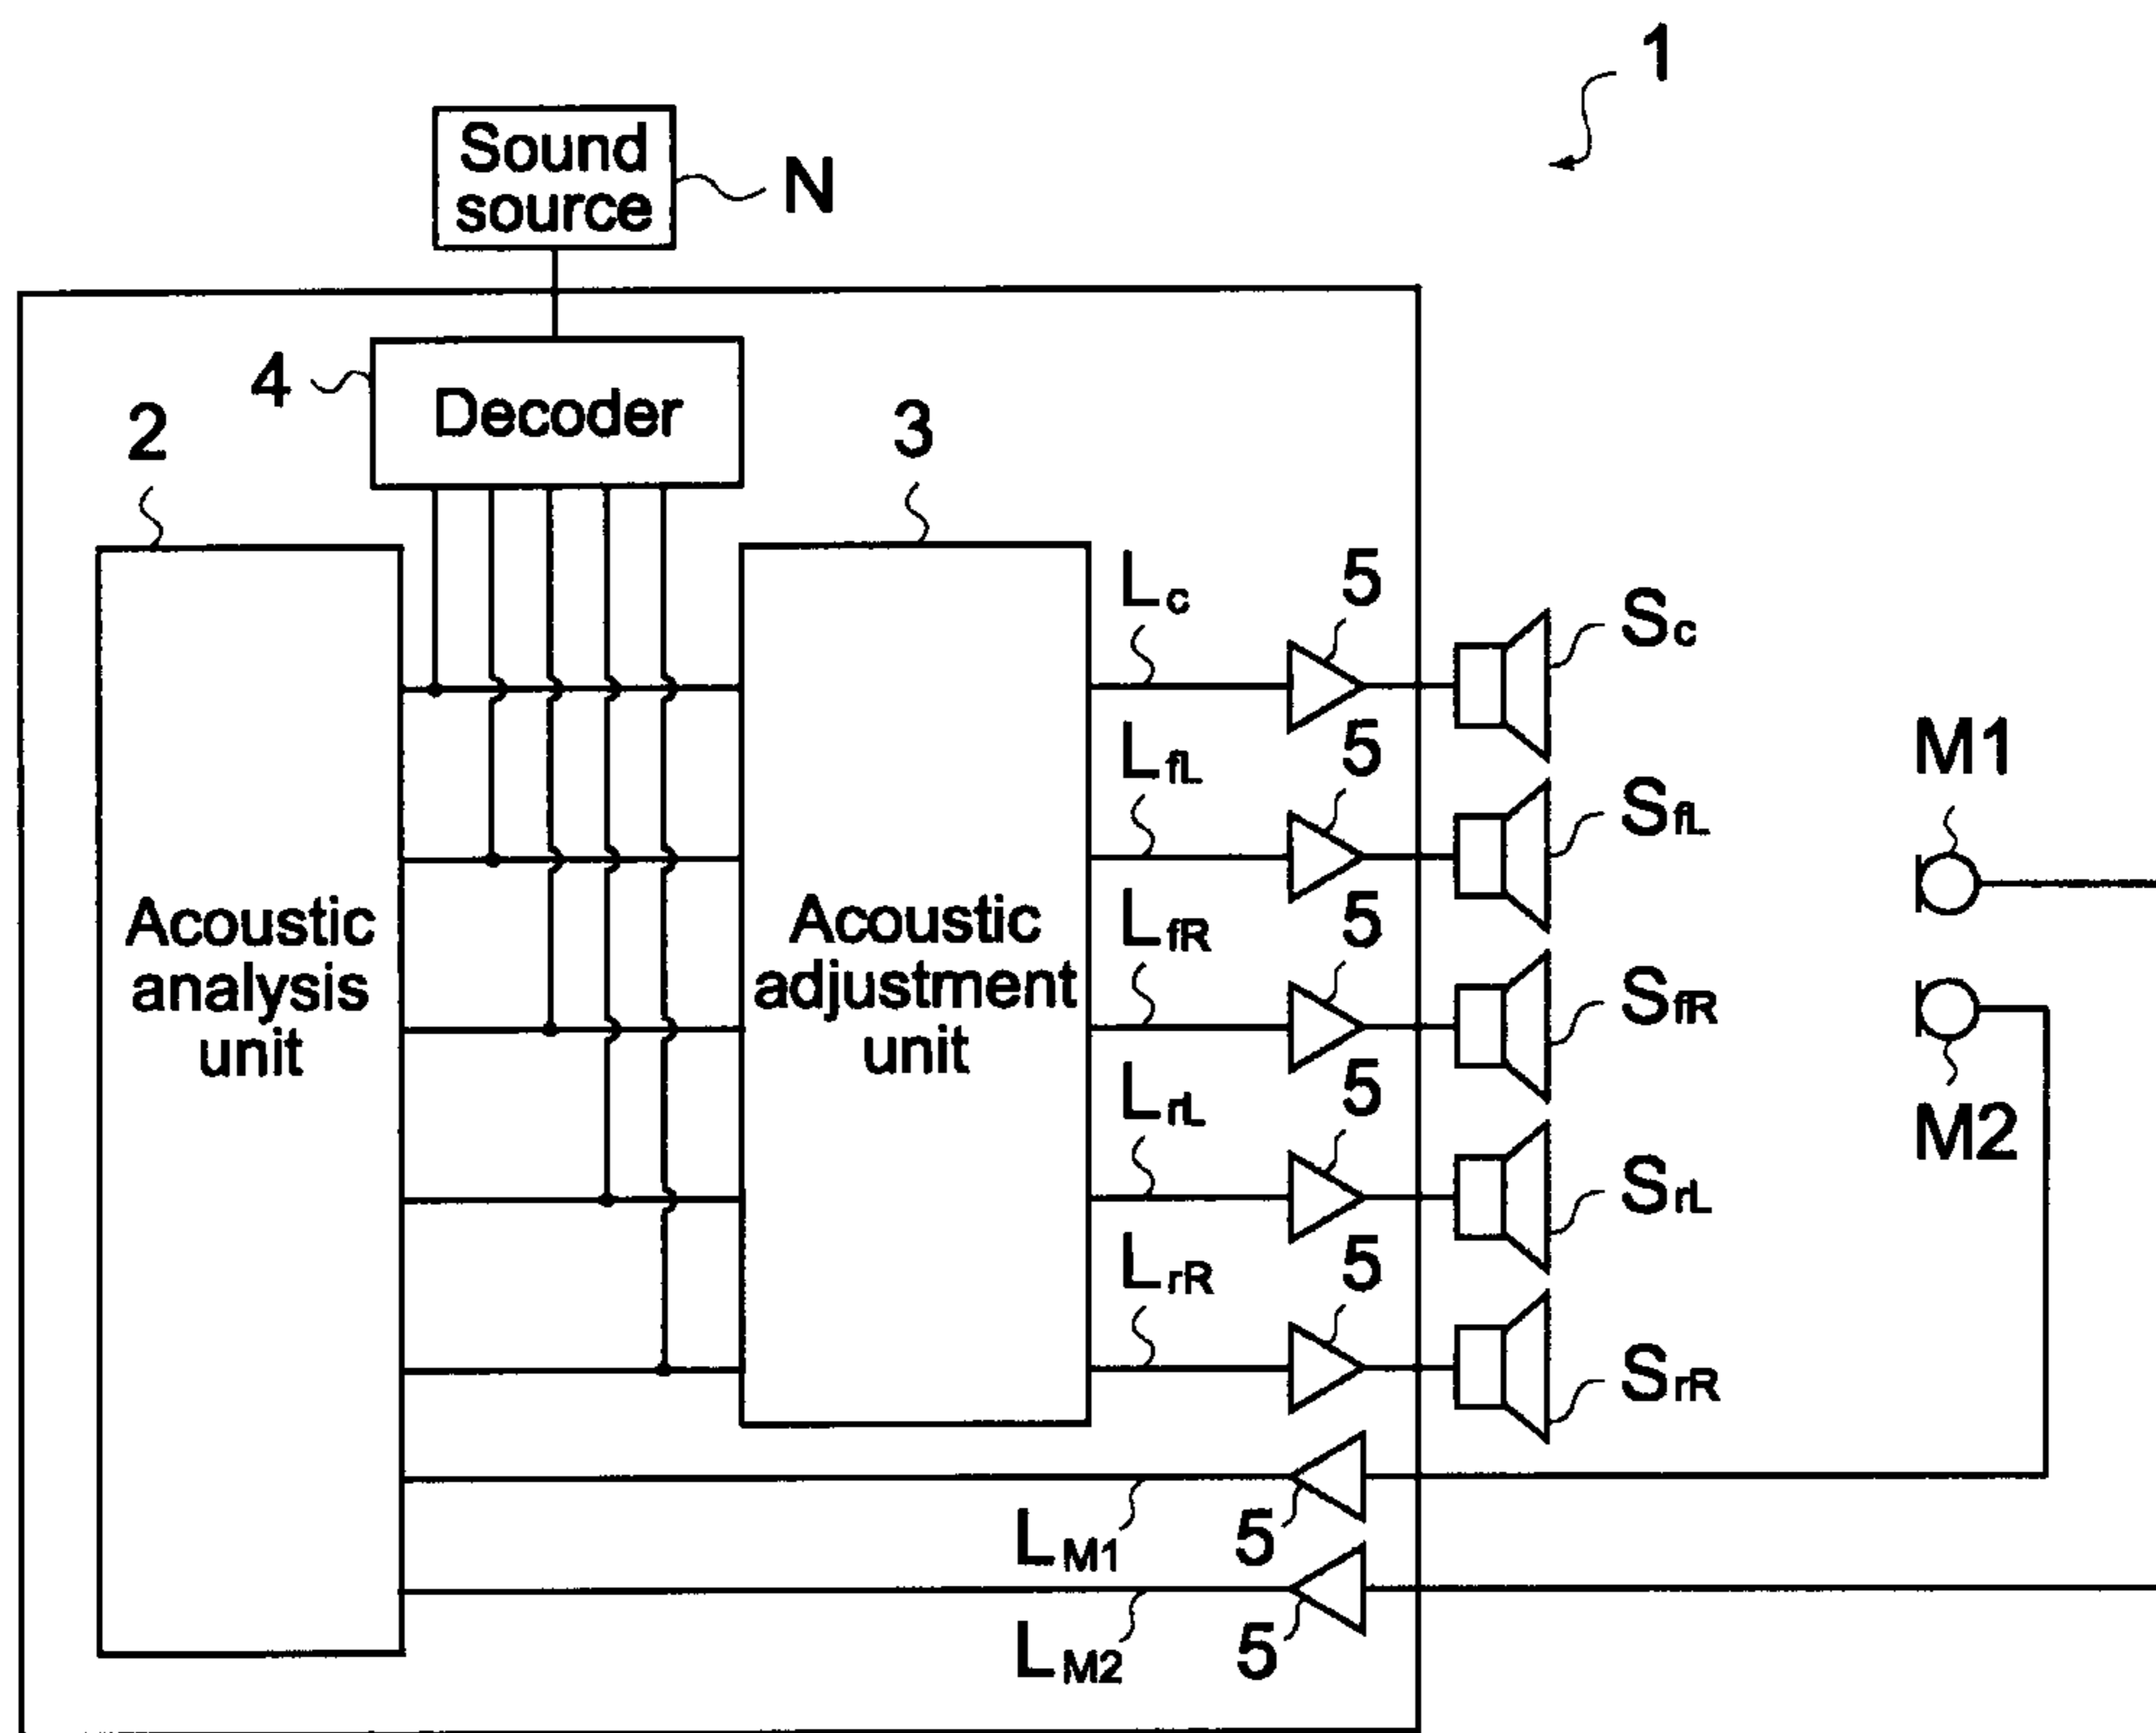 1
Sound
source
N
4
Decoder
2
3
Lc
5
Sc
LfL
5
SfL
M1
Acoustic
analysis
unit
Acoustic
adjustment
unit
LfR
5
SfR
LrL
5
SrL
M2
LrR
5
SrR
LM1
5
LM2
5